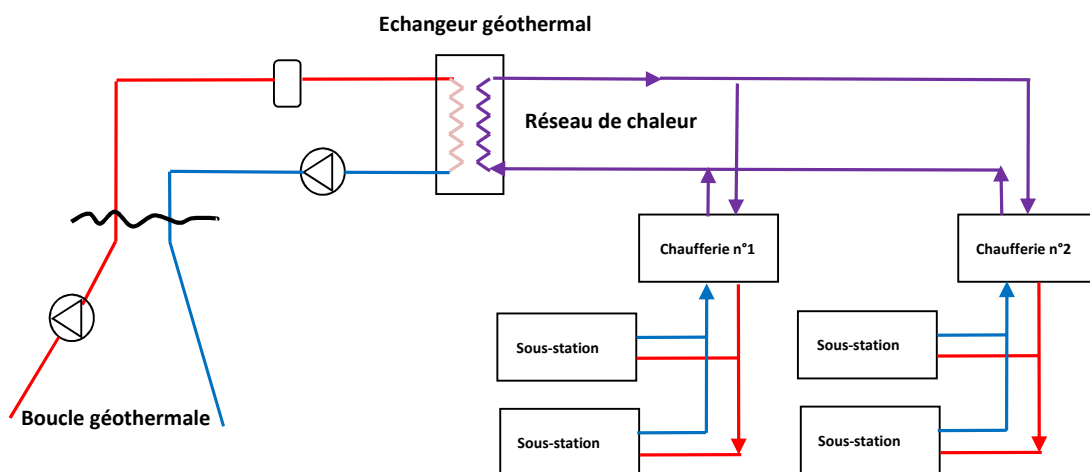 Echangeur géothermal
Réseau de chaleur
Chaufferie n°1
Chaufferie n°2
Sous-station
Sous-station
Boucle géothermale
Sous-station
Sous-station